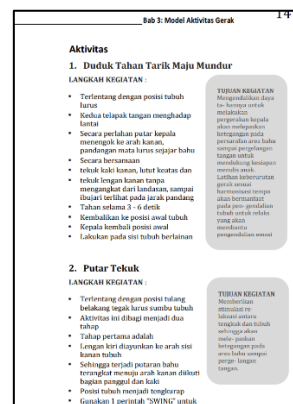 Bab 3: Model Aktivitas Gerak
14
Aktivitas
1. Duduk Tahan Tarik Maju Mundur
LANGKAH KEGIATAN :
• Terlentang dengan posisi tubuh
lurus
• Kedua telapak tangan menghadap
lantai
• Secara perlahan putar kepala
menengok ke arah kanan,
pandangan mata lurus sejajar bahu
• Secara bersamaan
• tekuk kaki kanan, lutut keatas dan
• tekuk lengan kanan tanpa
mengangkat dari landasan, sampai
ibujari terlihat pada jarak pandang
• Tahan selama 3 - 6 detik
• Kembalikan ke posisi awal tubuh
• Kepala kembali posisi awal
• Lakukan pada sisi tubuh berlainan
TUJUAN KEGIATAN
Mengendalikan daya
ta- hannya untuk
melakukan
pergerakan kepala
akan melepaskan
ketegangan pada
persarafan area bahu
sampai pergelangan
tangan untuk
mendukung kesiapan
menulis anak.
Latihan keberurutan
gerak sesuai
harmonisasi tempo
akan bermanfaat
pada pen- gendalian
tubuh untuk relaks
yang akan
membantu
pengendalian emosi
2. Putar Tekuk
LANGKAH KEGIATAN :
• Terlentang dengan posisi tulang
belakang tegak lurus sumbu tubuh
• Aktivitas ini dibagi menjadi dua
tahap
• Tahap pertama adalah
• Lengan kiri diayunkan ke arah sisi
kanan tubuh
• Sehingga terjadi putaran bahu
terangkat menuju arah kanan diikuti
bagian panggul dan kaki
• Posisi tubuh menjadi tengkurap
• Gunakan 1 perintah "SWING" untuk
TUJUAN KEGIATAN
Memberikan
stimulasi re-
laksasi antara
tengkuk dan tubuh
sehingga akan
mele- paskan
ketegangan pada
area bahu sampai
perge- langan
tangan.